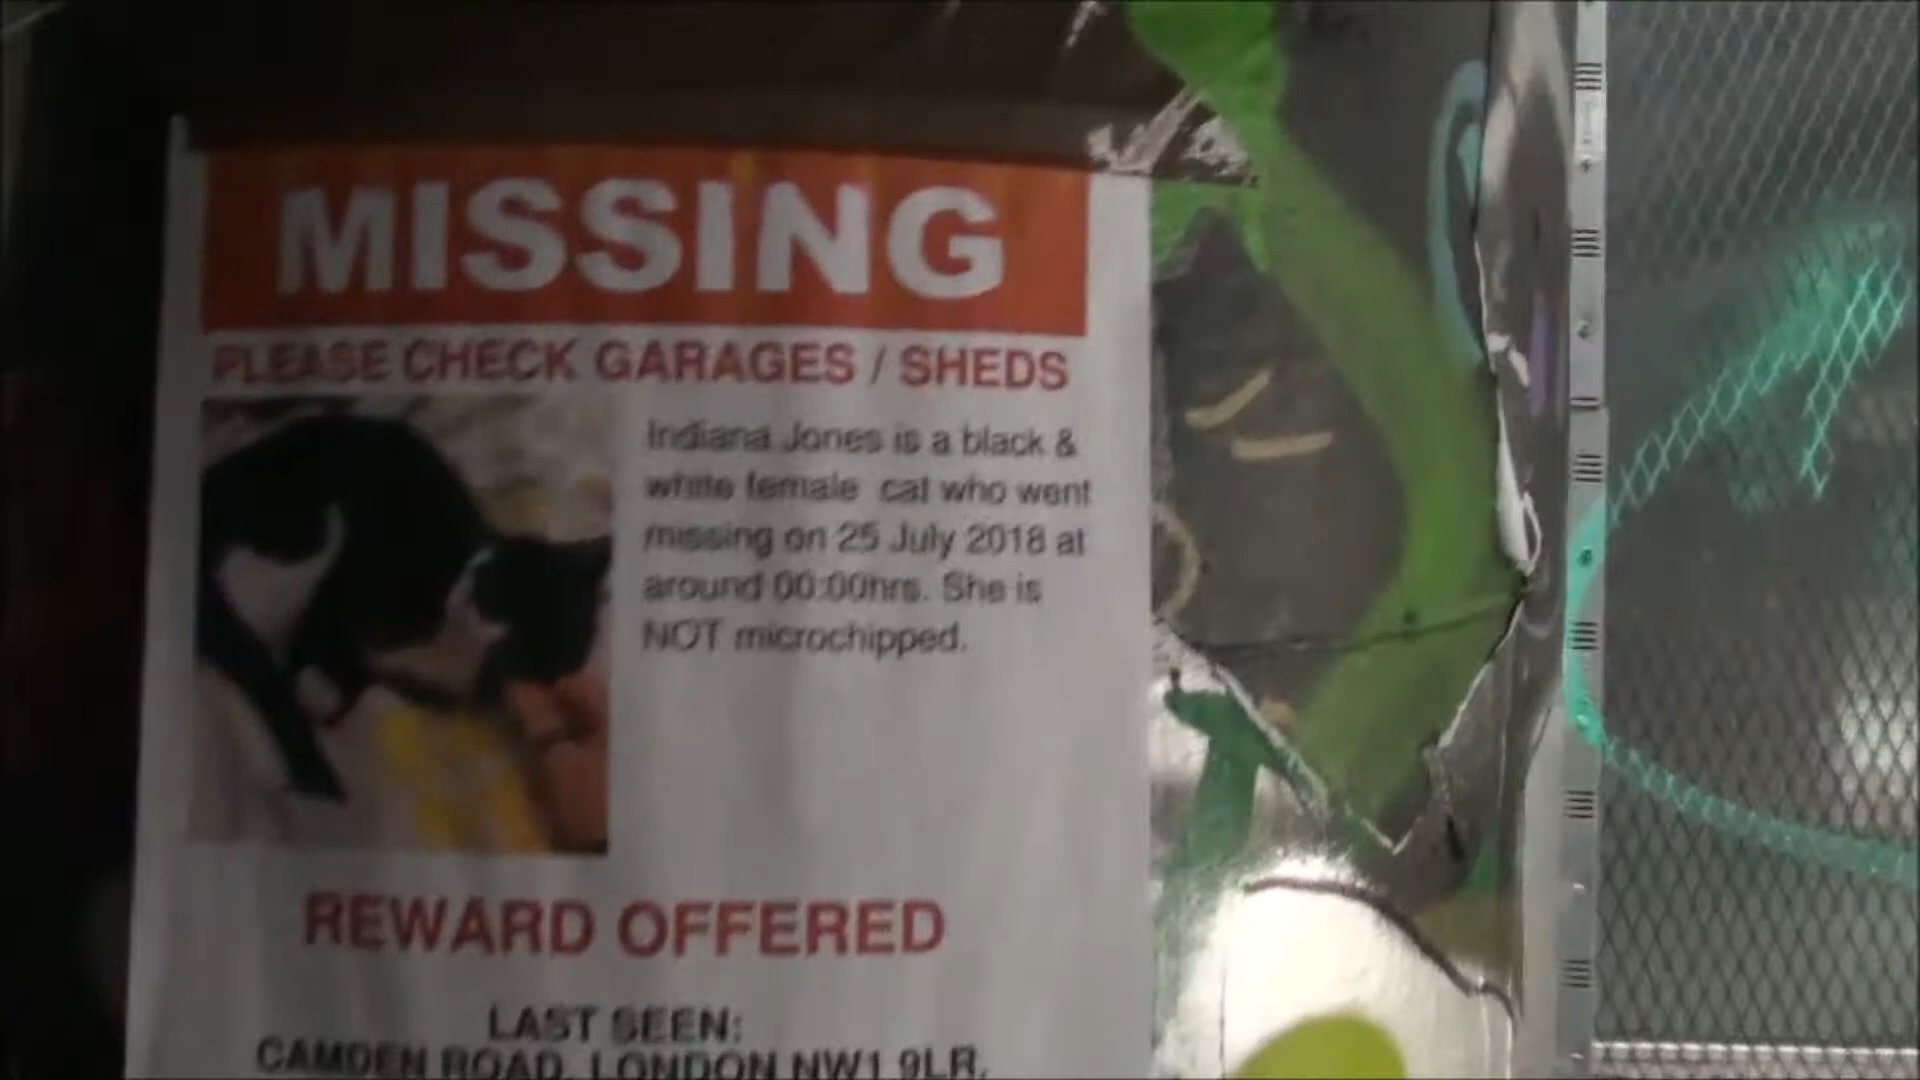 MISSING
PLEASE CHECK GARAGES / SHEDS
Indiana Jones is a black &
white female cat who went
missing on 25 July 2018 at
around 00:00hrs. She is
NOT microchipped.
REWARD OFFERED
LAST SEEN:
CAMDEN ROAD, LONDON NW1 9LR.